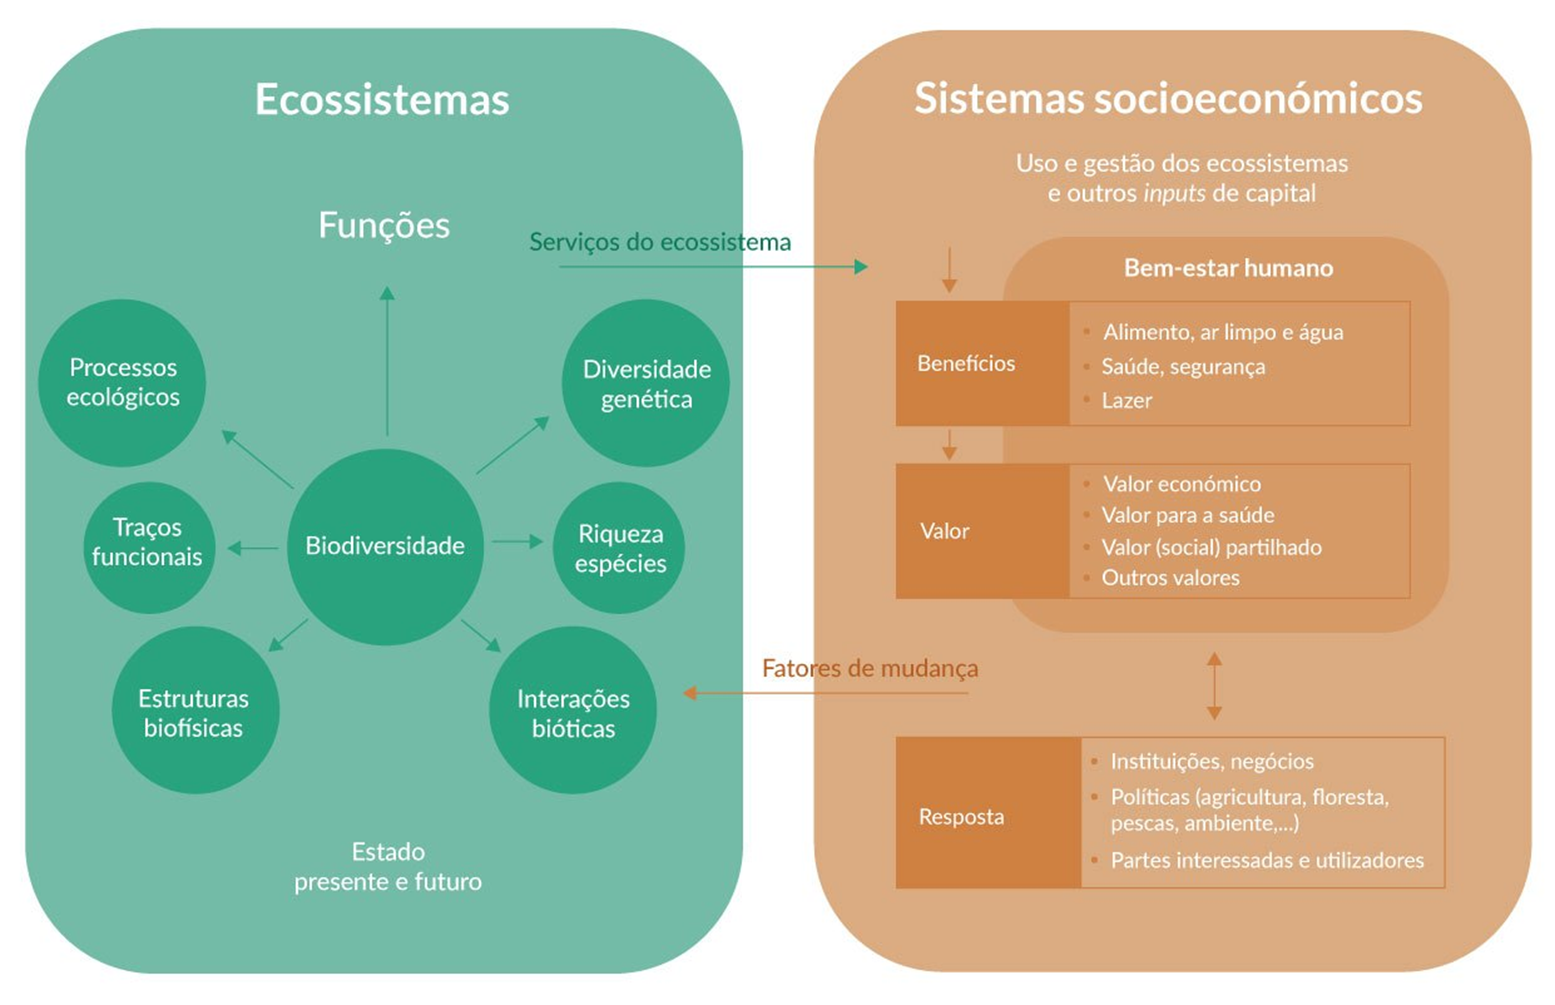 Ecossistemas
Funções
Serviços do ecossistema
Processos
ecológicos
Diversidade
genética
Traços
funcionais
Biodiversidade
Riqueza
espécies
Estruturas
biofísicas
Interações
bióticas
Estado
presente e futuro
Fatores de mudança
Sistemas socioeconómicos
Uso e gestão dos ecossistemas
e outros inputs de capital
Bem-estar humano
Benefícios
• Alimento, ar limpo e água
• Saúde, segurança
• Lazer
Valor
• Valor económico
• Valor para a saúde
• Valor (social) partilhado
• Outros valores
Resposta
• Instituições, negócios
• Políticas (agricultura, floresta,
pescas, ambiente,...)
• Partes interessadas e utilizadores